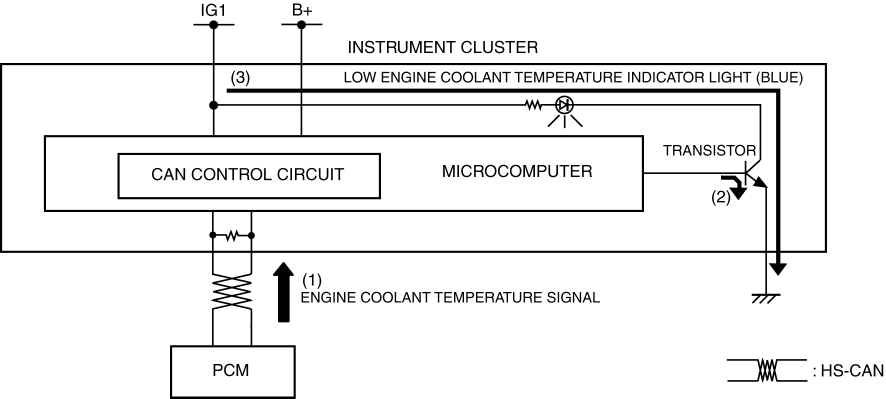 IG1
B+
INSTRUMENT CLUSTER
(3)
LOW ENGINE COOLANT TEMPERATURE INDICATOR LIGHT (BLUE)
TRANSISTOR
CAN CONTROL CIRCUIT
MICROCOMPUTER
(2)
(1)
ENGINE COOLANT TEMPERATURE SIGNAL
PCM
: HS-CAN